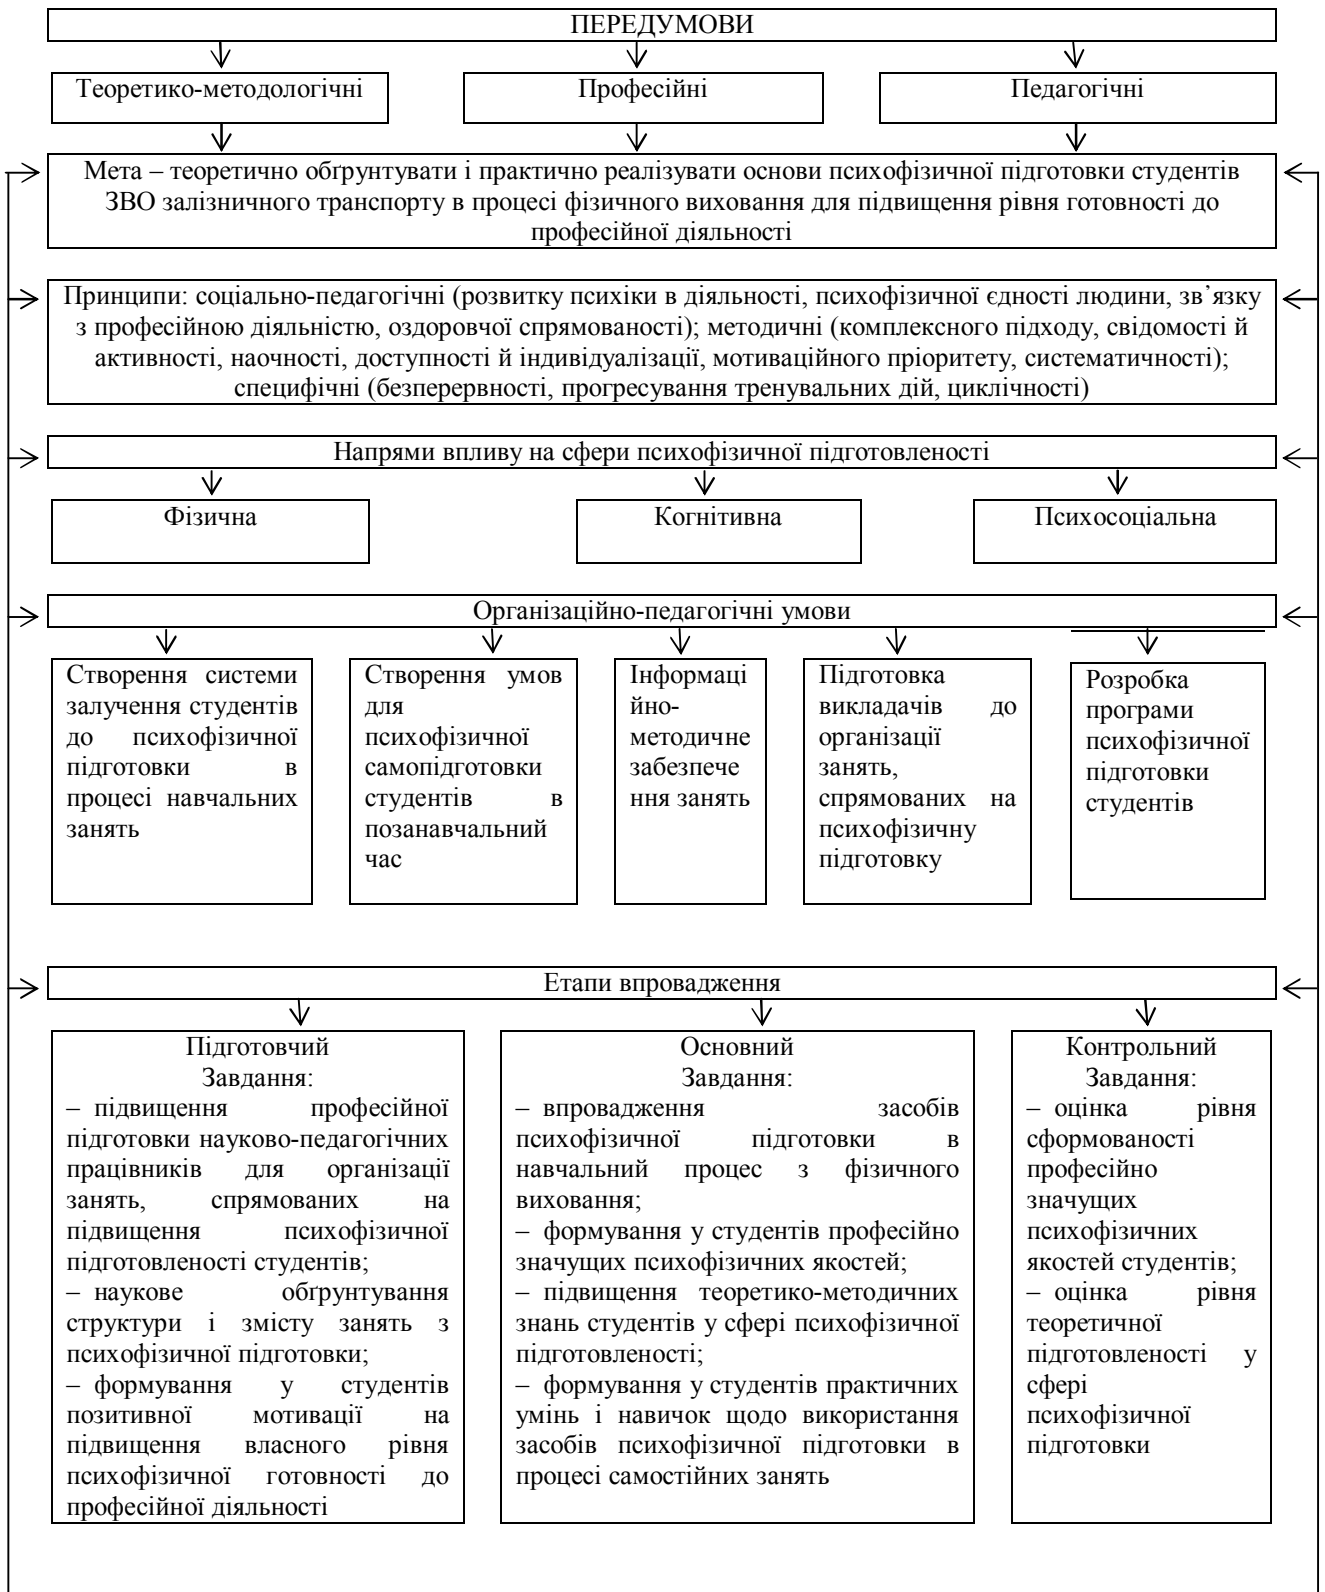 ПЕРЕДУМОВИ
Теоретико-методологічні
Професійні
Педагогічні
Мета – теоретично обґрунтувати і практично реалізувати основи психофізичної підготовки студентів
ЗВО залізничного транспорту в процесі фізичного виховання для підвищення рівня готовності до
професійної діяльності
Принципи: соціально-педагогічні (розвитку психіки в діяльності, психофізичної єдності людини, зв’язку
з професійною діяльністю, оздоровчої спрямованості); методичні (комплексного підходу, свідомості й
активності, наочності, доступності й індивідуалізації, мотиваційного пріоритету, систематичності);
специфічні (безперервності, прогресування тренувальних дій, циклічності)
Напрями впливу на сфери психофізичної підготовленості
Фізична
Когнітивна
Психосоціальна
Організаційно-педагогічні умови
Створення системи
залучення студентів
до психофізичної
підготовки в
процесі навчальних
занять
Створення умов
для
психофізичної
самопідготовки
студентів в
позанавчальний
час
Інформаці
йно-
методичне
забезпече
ння занять
Підготовка
викладачів до
організації
занять,
спрямованих на
психофізичну
підготовку
Розробка
програми
психофізичної
підготовки
студентів
Етапи впровадження
Підготовчий
Завдання:
– підвищення професійної
підготовки науково-педагогічних
працівників для організації
занять, спрямованих на
підвищення психофізичної
підготовленості студентів;
– наукове обґрунтування
структури і змісту занять з
психофізичної підготовки;
– формування у студентів
позитивної мотивації на
підвищення власного рівня
психофізичної готовності до
професійної діяльності
Основний
Завдання:
– впровадження засобів
психофізичної підготовки в
навчальний процес з фізичного
виховання;
– формування у студентів професійно
значущих психофізичних якостей;
– підвищення теоретико-методичних
знань студентів у сфері психофізичної
підготовленості;
– формування у студентів практичних
умінь і навичок щодо використання
засобів психофізичної підготовки в
процесі самостійних занять
Контрольний
Завдання:
– оцінка рівня
сформованості
професійно
значущих
психофізичних
якостей студентів;
– оцінка рівня
теоретичної
підготовленості у
сфері
психофізичної
підготовки